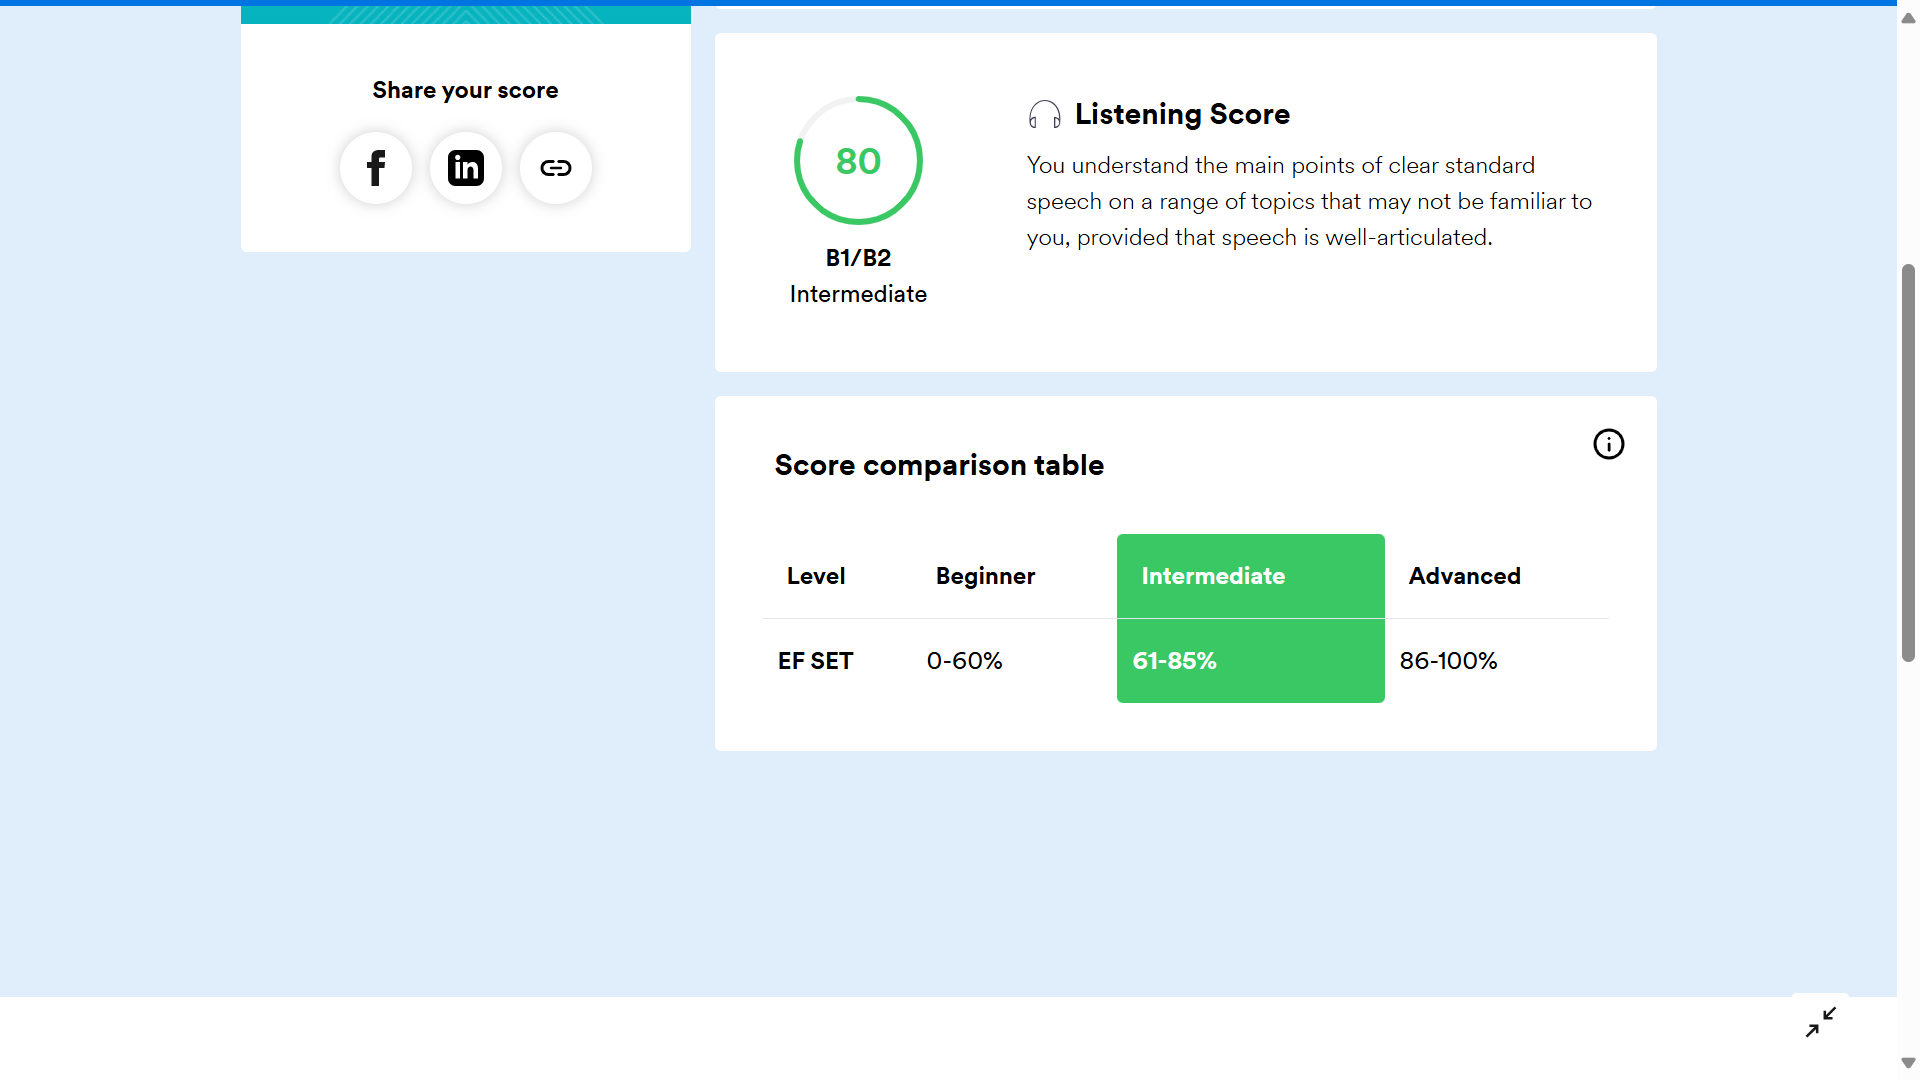 Share your score
80
B1/B2
Intermediate
Listening Score
You understand the main points of clear standard
speech on a range of topics that may not be familiar to
you, provided that speech is well-articulated.
Score comparison table
Level Beginner Intermediate Advanced
EF SET 0-60% 61-85% 86-100%